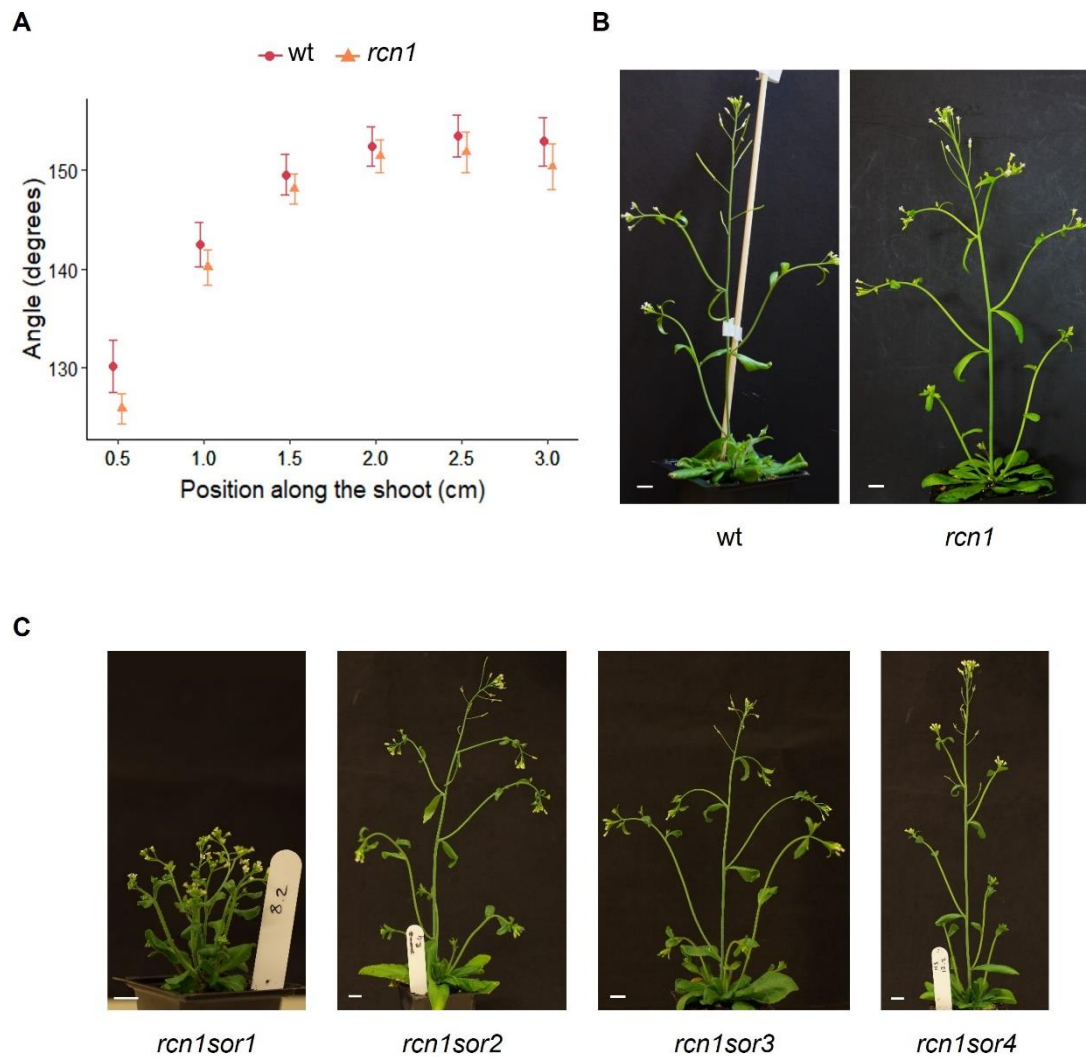 A
wt rcn1
Angle (degrees)
150
140
130
0.5 1.0 1.5 2.0 2.5 3.0
Position along the shoot (cm)
B
wt rcn1
C
8.2
rcn1sor1 rcn1sor2 rcn1sor3 rcn1sor4